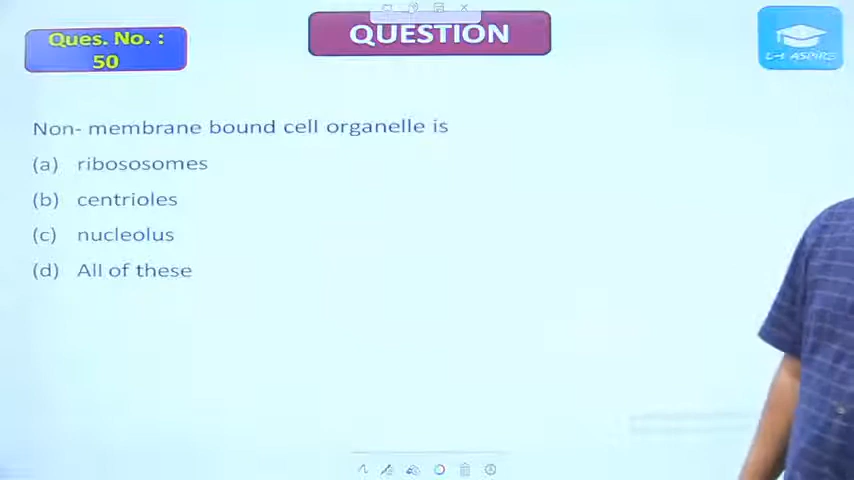 Ques. No. :
50
QUESTION
Non- membrane bound cell organelle is
(a) ribososomes
(b) centrioles
(c) nucleolus
(d) All of these